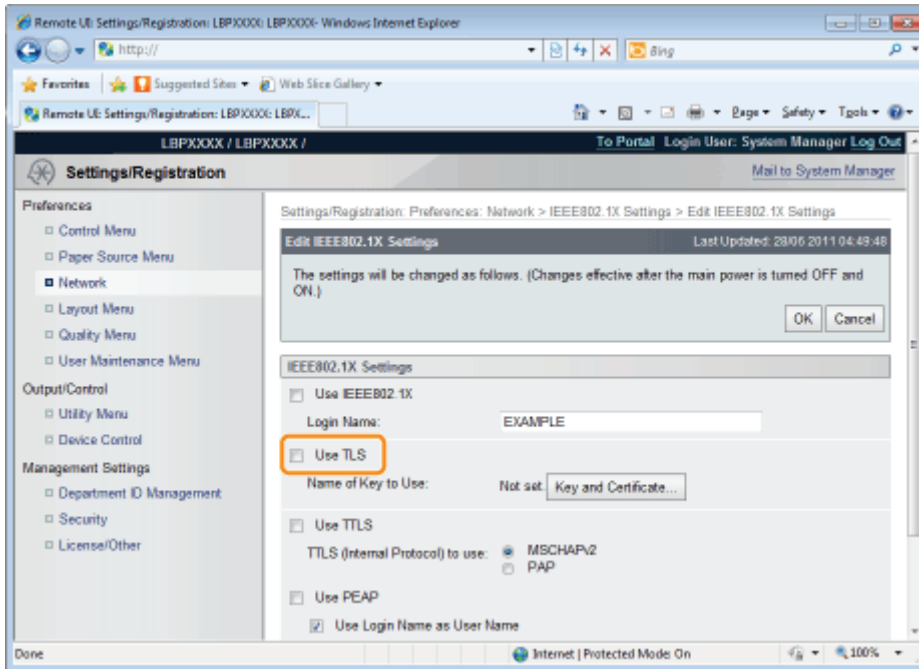 Remote UI: Settings/Registration: LBPXXXX: LBPXXXX- Windows Internet Explorer
http://
Bing
Favorites Suggested Sites Web Slice Gallery
Remote UI: Settings/Registration: LBPXXXX: LBPX...
Page Safety Tools
LBPXXXX / LBPXXXX /
To Portal Login User: System Manager Log Out
Settings/Registration
Mail to System Manager
Preferences
Control Menu
Paper Source Menu
Network
Layout Menu
Quality Menu
User Maintenance Menu
Output/Control
Utility Menu
Device Control
Management Settings
Department ID Management
Security
License/Other
Settings/Registration: Preferences: Network > IEEE802.1X Settings > Edit IEEE802.1X Settings
Edit IEEE802.1X Settings
Last Updated: 28/06 2011 04:49:48
The settings will be changed as follows. (Changes effective after the main power is turned OFF and
ON.)
OK Cancel
IEEE802.1X Settings
Use IEEE802.1X
Login Name: EXAMPLE
Use TLS
Name of Key to Use: Not set. Key and Certificate...
Use TTLS
TTLS (Internal Protocol) to use: MSCHAPv2
PAP
Use PEAP
Use Login Name as User Name
Done
Internet | Protected Mode: On
100%